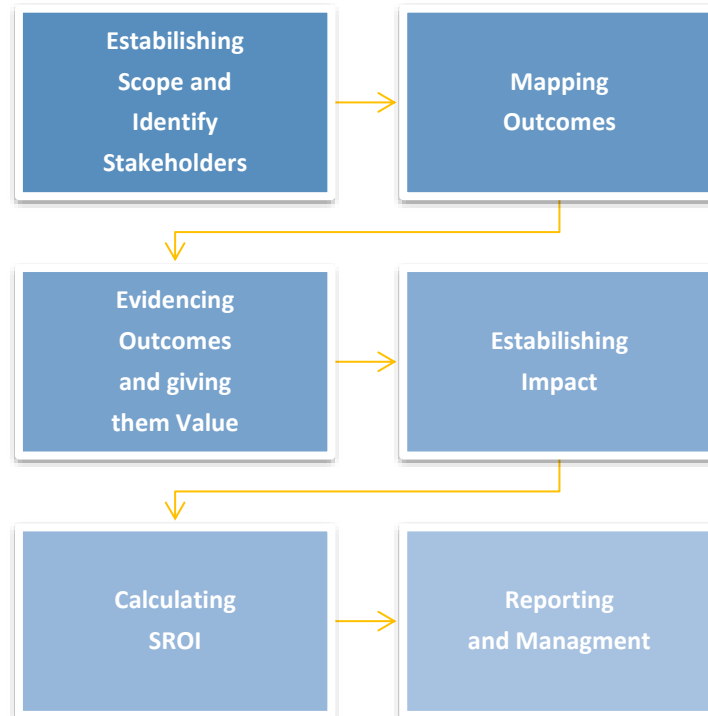 Estabilishing
Scope and
Identify
Stakeholders
Mapping
Outcomes
Evidencing
Outcomes
and giving
them Value
Estabilishing
Impact
Calculating
SROI
Reporting
and Managment